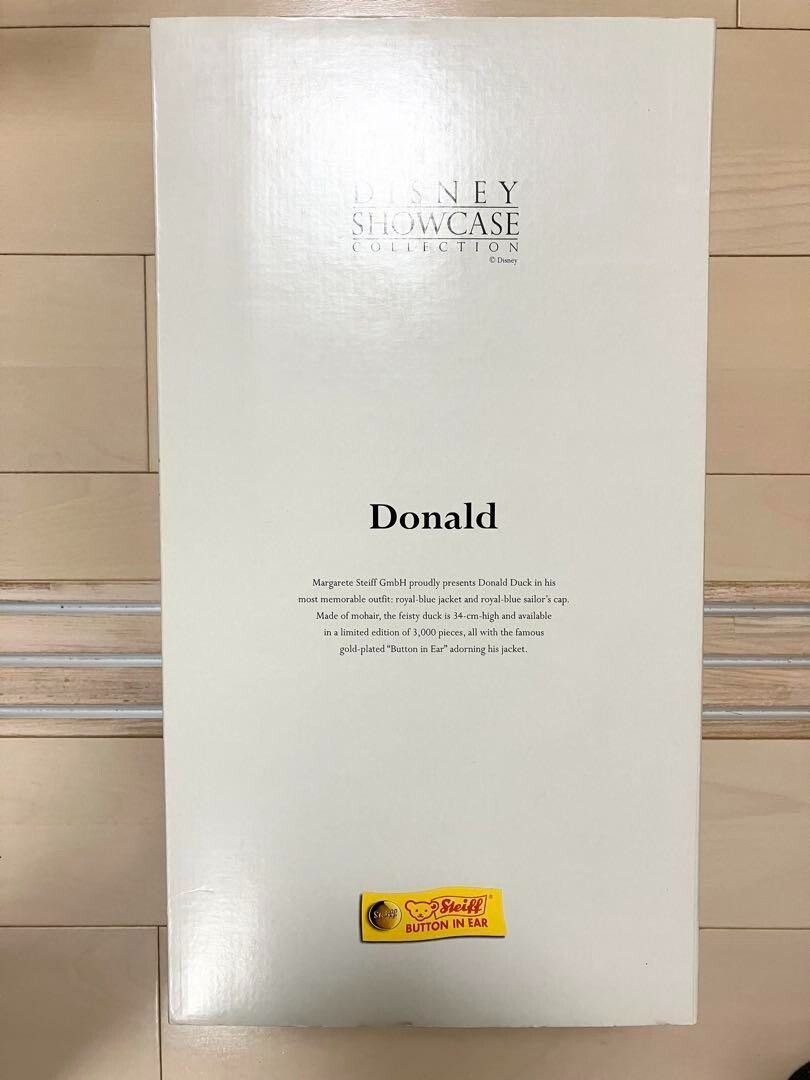 DISNEY
SHOWCASE
COLLECTION
© Disney
Donald
Margarete Steiff GmbH proudly presents Donald Duck in his
most memorable outfit: royal-blue jacket and royal-blue sailor's cap.
Made of mohair, the feisty duck is 34-cm-high and available
in a limited edition of 3,000 pieces, all with the famous
gold-plated "Button in Ear" adorning his jacket.
Steiff
Steiff®
BUTTON IN EAR